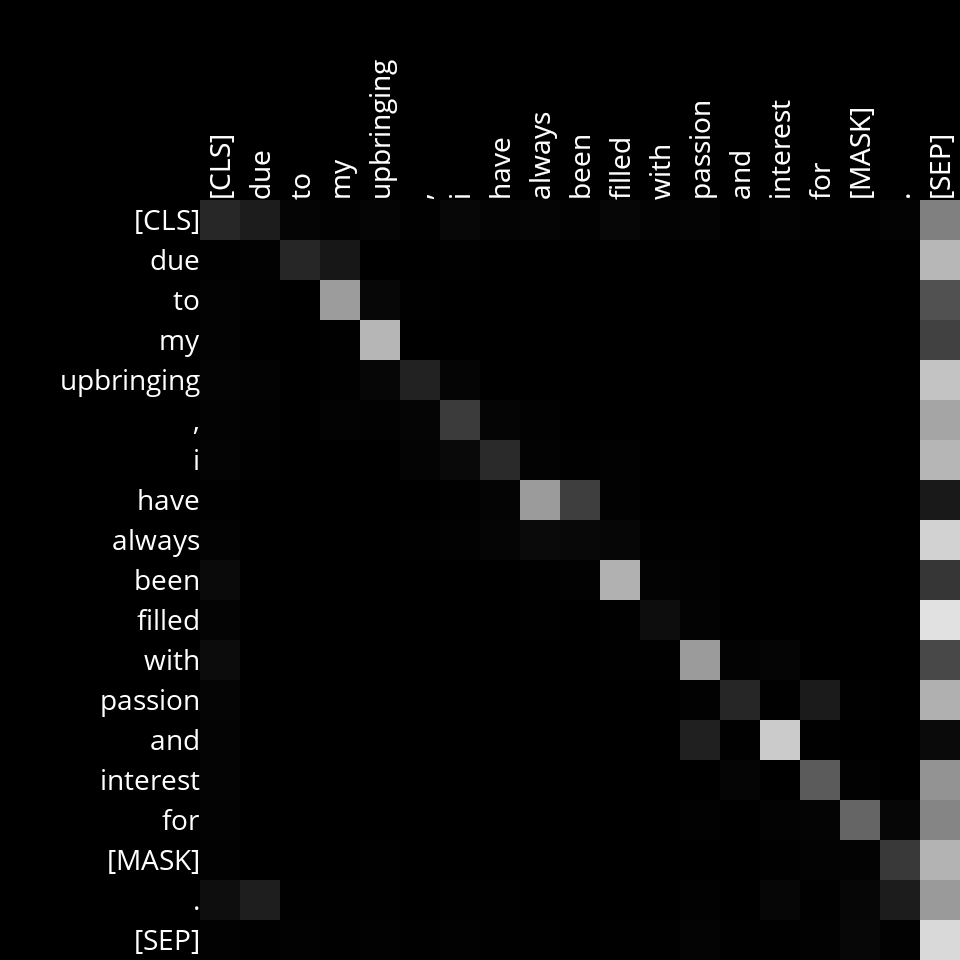 [CLS] due to my upbringing , i have always been filled with passion and interest for [MASK] . [SEP]
[CLS]
due
to
my
upbringing
,
i
have
always
been
filled
with
passion
and
interest
for
[MASK]
.
[SEP]